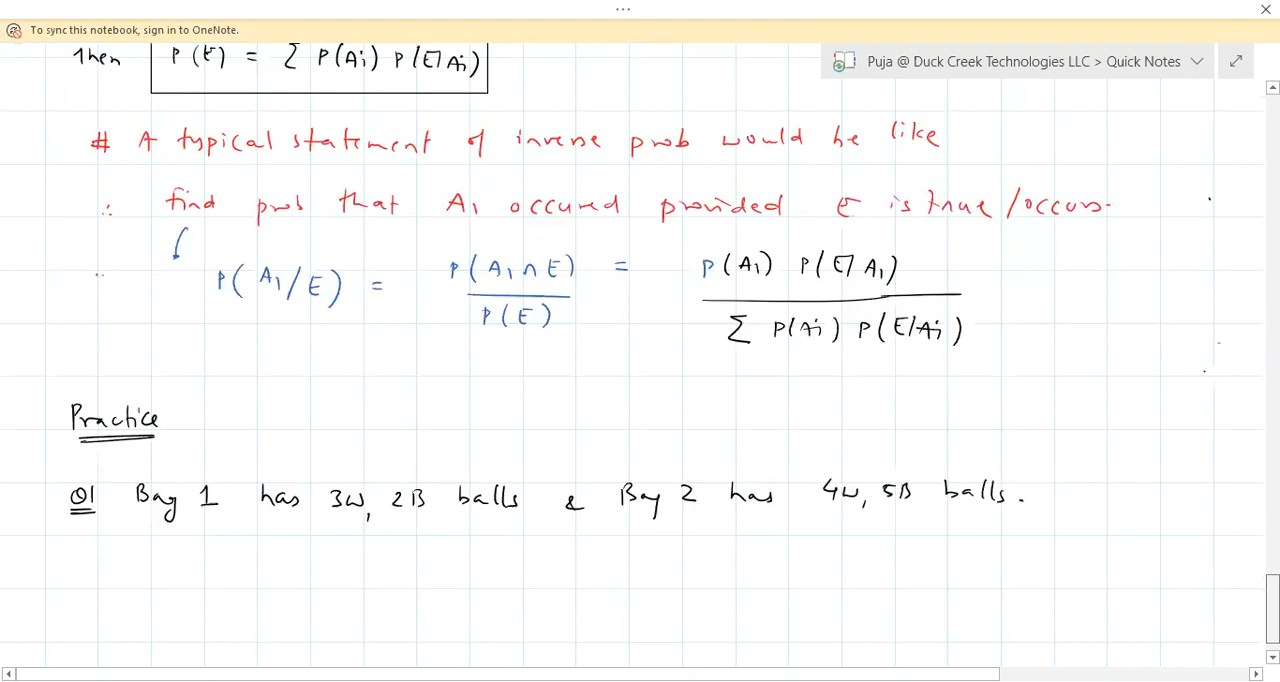 ...
To sync this notebook, sign in to OneNote.
Then P(E) = Σ P(Ai) P(E/Ai)
Puja @ Duck Creek Technologies LLC > Quick Notes
# A typical statement of inverse prob would be like
∴ find prob that A1 occured provided E is true/occurs.
P(A1/E) = P(A1 ∩ E) / P(E) = P(A1) P(E/A1) / Σ P(Ai) P(E/Ai)
Practice
Q1 Bag 1 has 3W, 2B balls & Bag 2 has 4W, 5B balls.